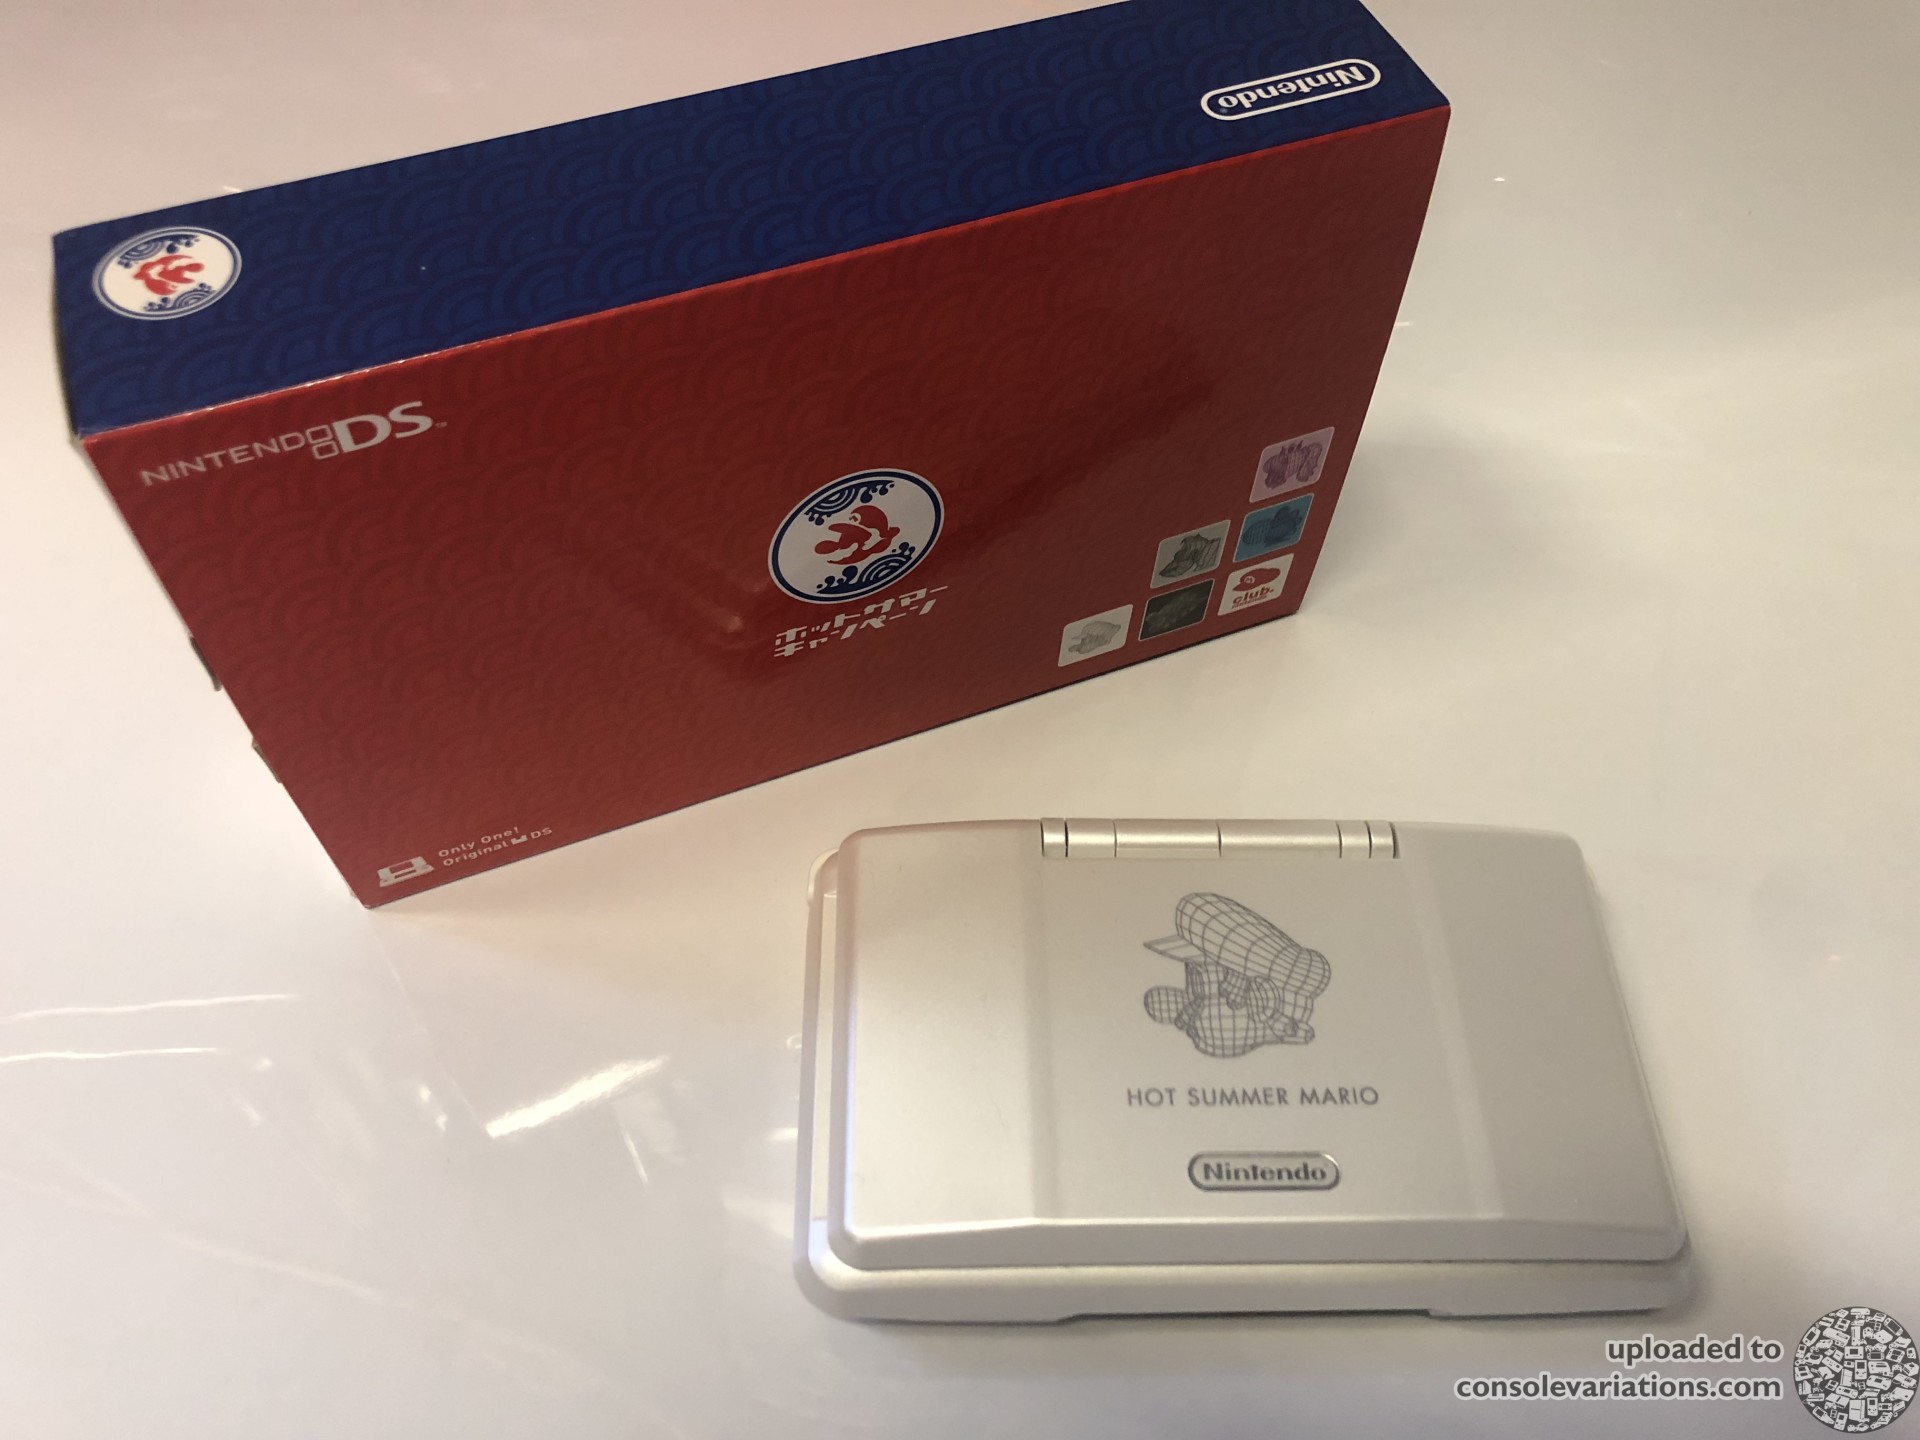 Nintendo
NINTENDO DS™
ホットサマー
キャンペーン
club
Only One!
Original DS
HOT SUMMER MARIO
Nintendo
uploaded to
consolevariations.com